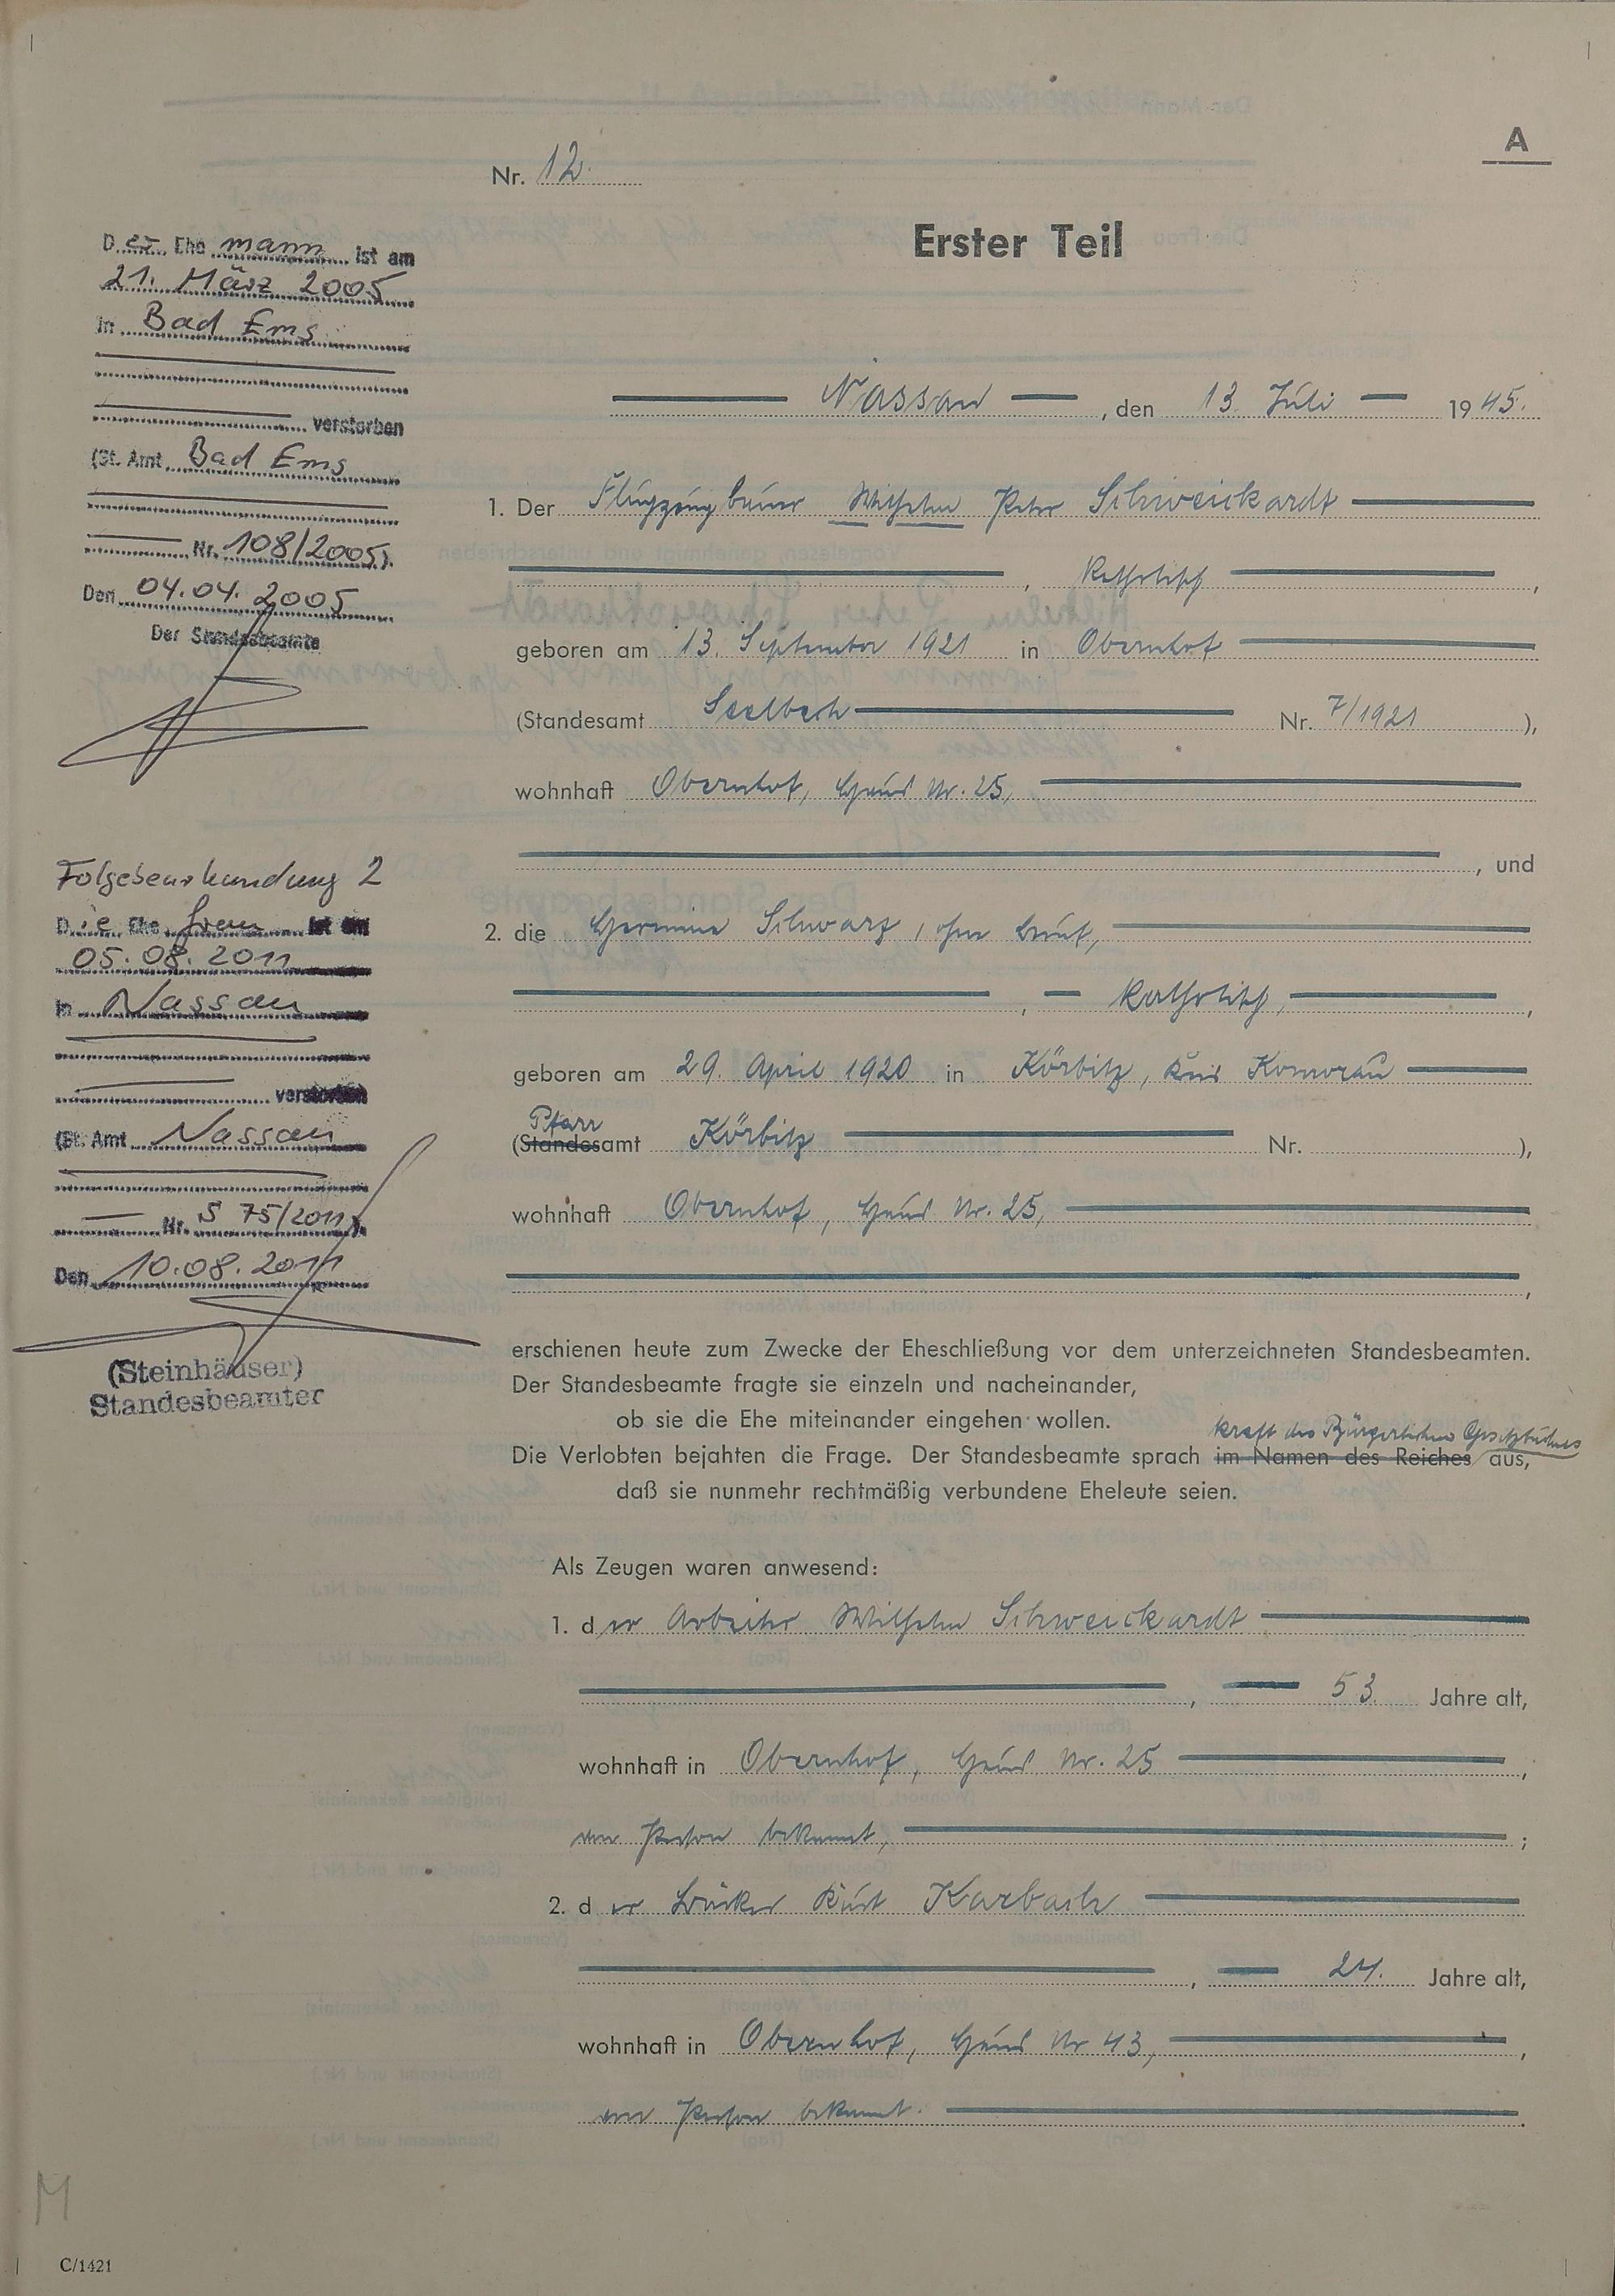 A
Nr. 12.
Erster Teil
Nassau, den 13. Juli 1945.
1. Der Flugzeugbauer Wilhelm Peter Schweickardt
, katholisch,
geboren am 13. September 1921 in Obernhof
(Standesamt Seelbach Nr. 7/1921),
wohnhaft Obernhof, Haus Nr. 25,
, und
2. die Hermine Schwarz, ohne Beruf,
, katholisch,
geboren am 29. April 1920 in Körbitz, Kreis Komorau
Pfarr
(Standesamt Körbitz Nr. ),
wohnhaft Obernhof, Haus Nr. 25,
,
erschienen heute zum Zwecke der Eheschließung vor dem unterzeichneten Standesbeamten.
Der Standesbeamte fragte sie einzeln und nacheinander,
ob sie die Ehe miteinander eingehen wollen.
kraft des Bürgerlichen Gesetzbuches
Die Verlobten bejahten die Frage. Der Standesbeamte sprach im Namen des Reiches aus,
daß sie nunmehr rechtmäßig verbundene Eheleute seien.
Als Zeugen waren anwesend:
1. der Arbeiter Wilhelm Schweickardt
, 53 Jahre alt,
wohnhaft in Obernhof, Haus Nr. 25,
von Person bekannt,;
2. der Kurt Karbach
, 24. Jahre alt,
wohnhaft in Obernhof, Haus Nr 43,,
von Person bekannt.
Der Ehemann ist am
21. März 2005
in Bad Ems
verstorben
(St. Amt Bad Ems
Nr. 108/2005).
Den 04.04.2005
Der Standesbeamte
Folgebeurkundung 2
Die Ehe frau ist am
05.08.2011
in Nassau
verstorben
(St. Amt Nassau
Nr. S 75/2011).
Den 10.08.2011
(Steinhäuser)
Standesbeamter
M
C/1421